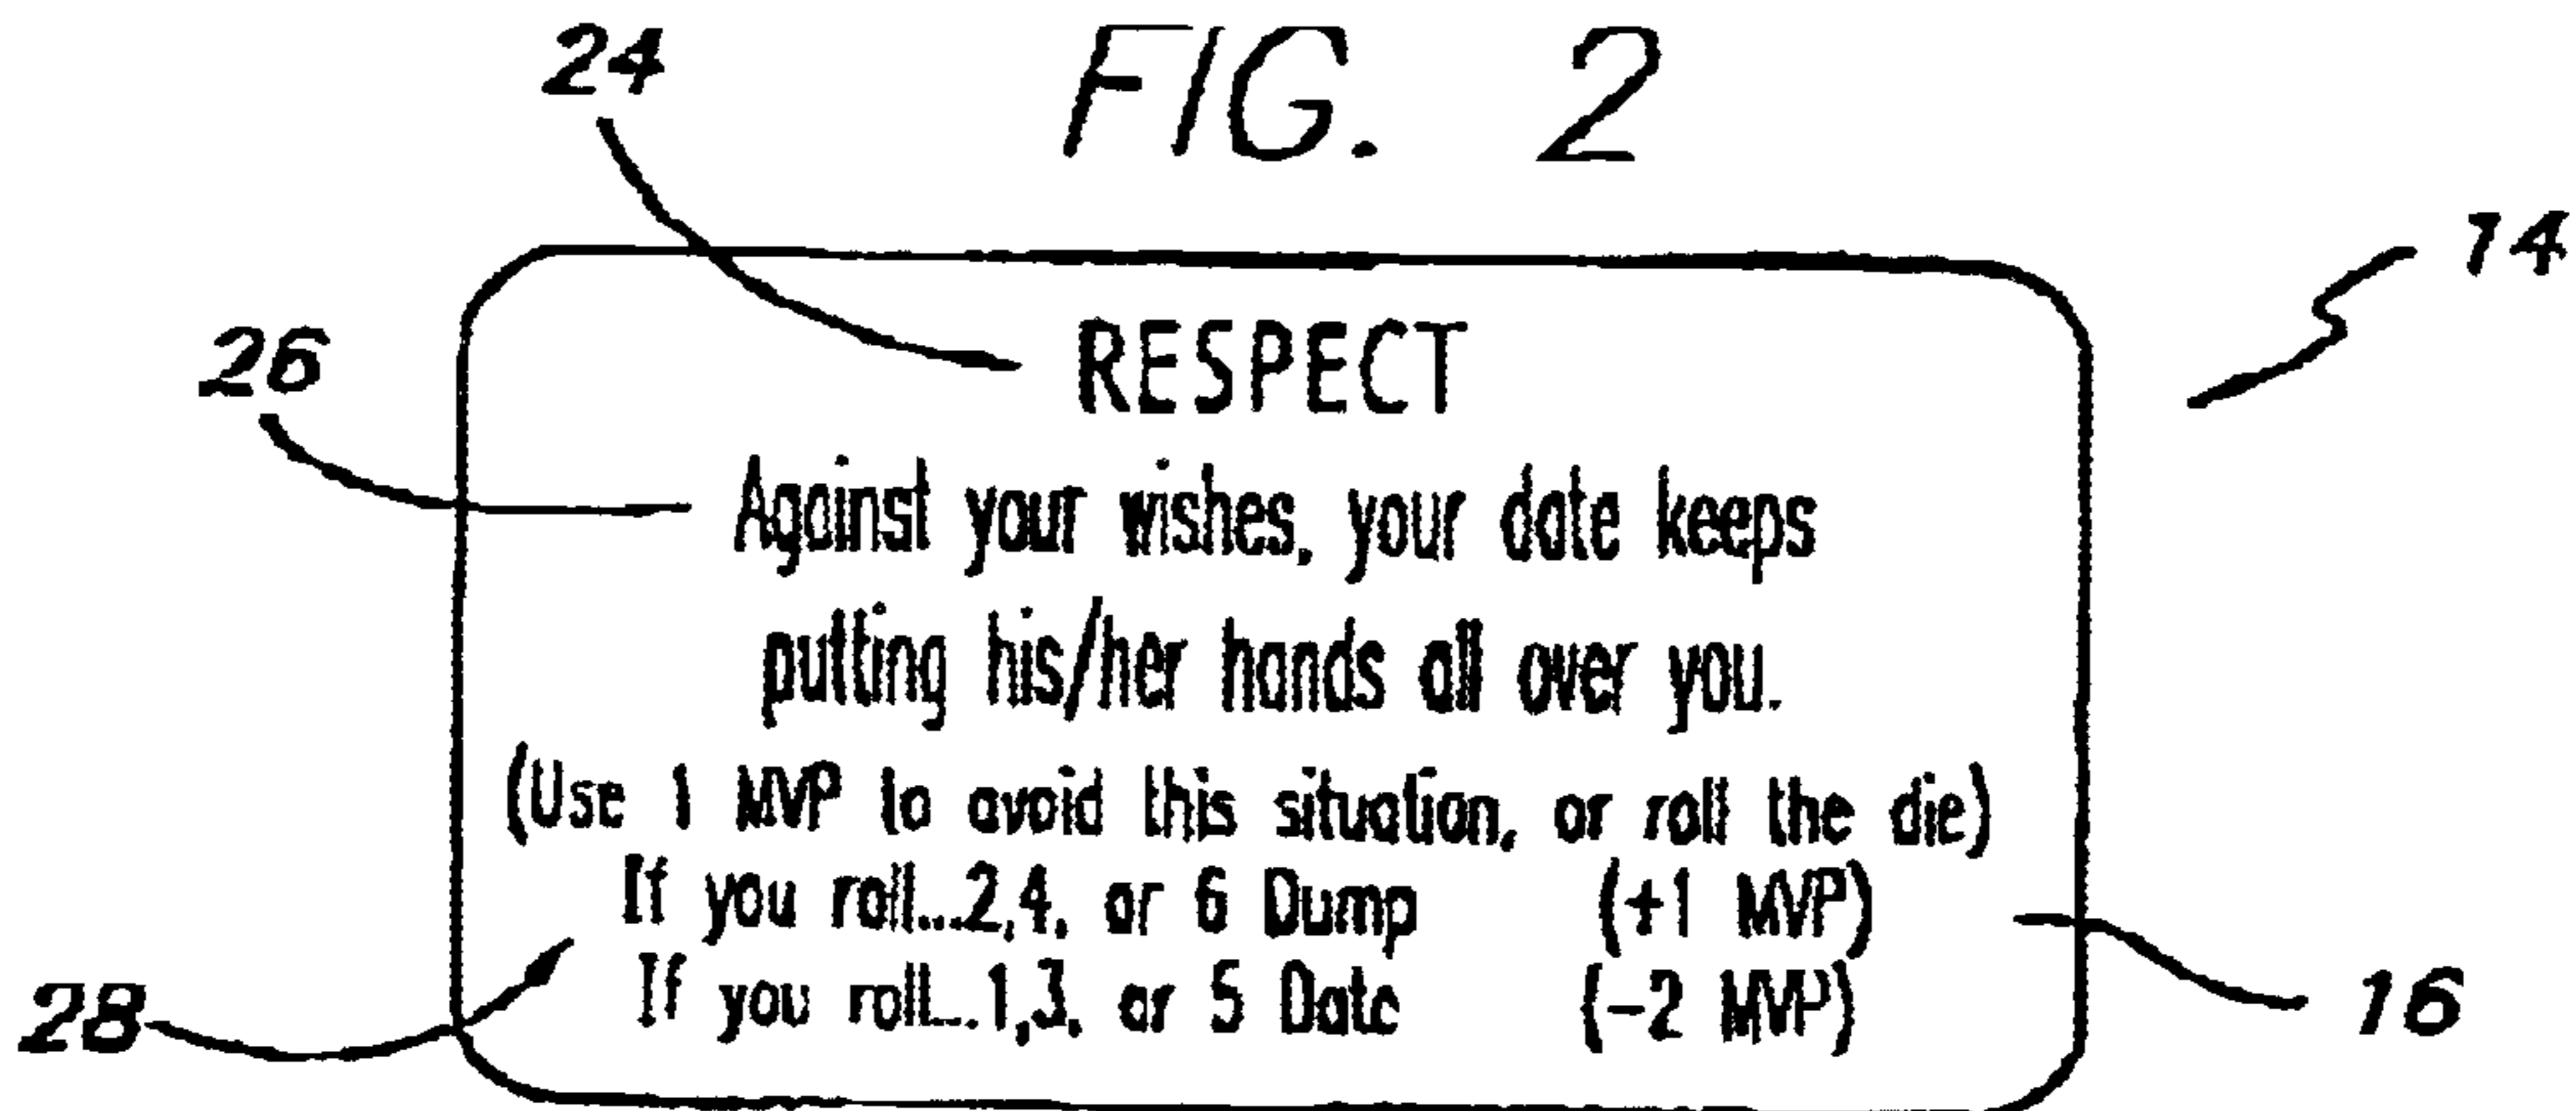 FIG. 2
24
14
RESPECT
26
Against your wishes, your date keeps
putting his/her hands all over you.
(Use 1 MVP to avoid this situation, or roll the die)
If you roll...2,4, or 6 Dump (+1 MVP)
If you roll...1,3, or 5 Date (-2 MVP)
28
16